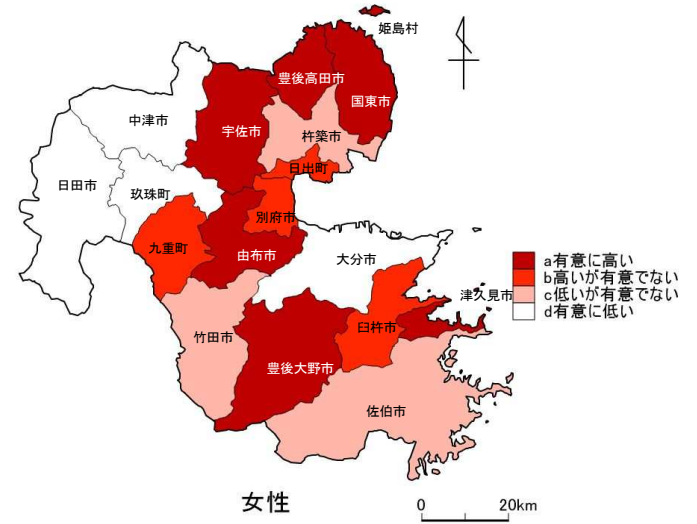 姫島村
豊後高田市
国東市
中津市
宇佐市
杵築市
日出町
日田市
玖珠町
別府市
九重町
由布市
大分市
a有意に高い
b高いが有意でない
c低いが有意でない
d有意に低い
津久見市
臼杵市
竹田市
豊後大野市
佐伯市
女性
0 20km